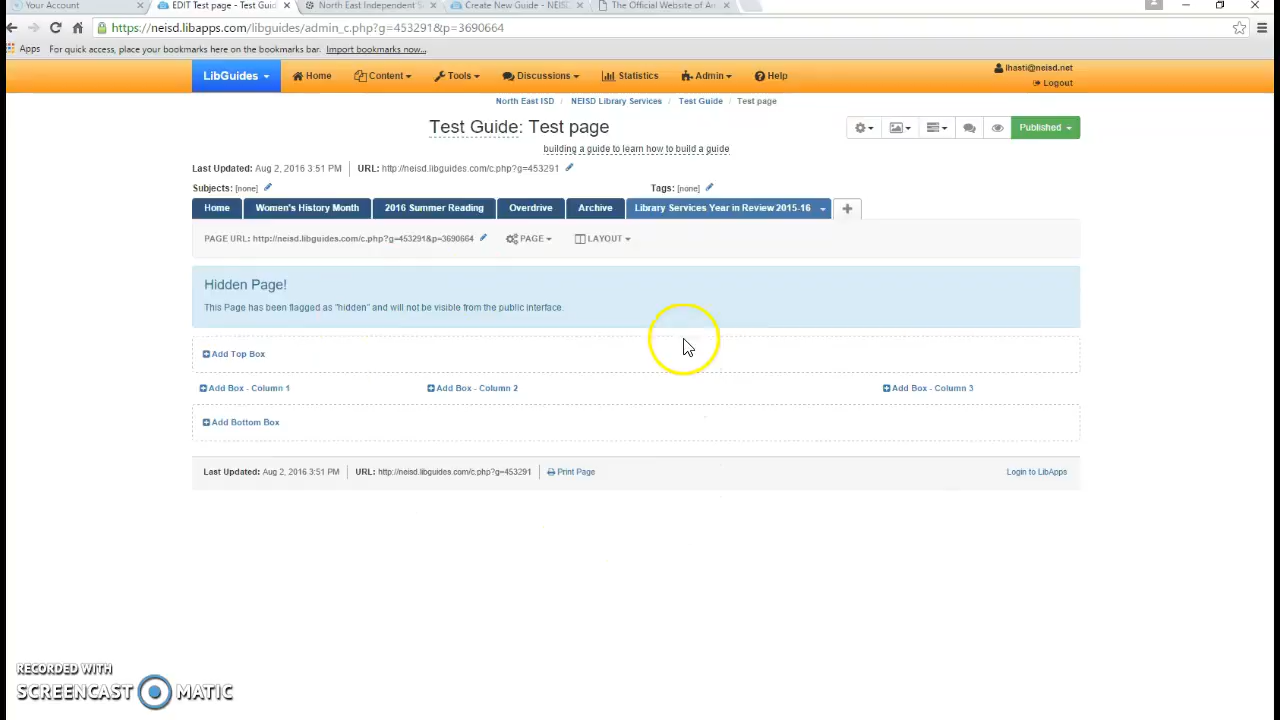 Your Account
EDIT Test page - Test Guid
North East Independent S
Create New Guide - NEISD
The Official Website of Ar
https://neisd.libapps.com/libguides/admin_c.php?g=453291&p=3690664
Apps For quick access, place your bookmarks here on the bookmarks bar. Import bookmarks now...
LibGuides Home Content Tools Discussions Statistics Admin Help
lhasti@neisd.net
Logout
North East ISD / NEISD Library Services / Test Guide / Test page
Test Guide: Test page
Published
building a guide to learn how to build a guide
Last Updated: Aug 2, 2016 3:51 PM URL: http://neisd.libguides.com/c.php?g=453291
Subjects: [none] Tags: [none]
Home Women's History Month 2016 Summer Reading Overdrive Archive Library Services Year in Review 2015-16
PAGE URL: http://neisd.libguides.com/c.php?g=453291&p=3690664 PAGE LAYOUT
Hidden Page!
This Page has been flagged as "hidden" and will not be visible from the public interface.
Add Top Box
Add Box - Column 1 Add Box - Column 2 Add Box - Column 3
Add Bottom Box
Last Updated: Aug 2, 2016 3:51 PM URL: http://neisd.libguides.com/c.php?g=453291 Print Page Login to LibApps
RECORDED WITH
SCREENCAST MATIC